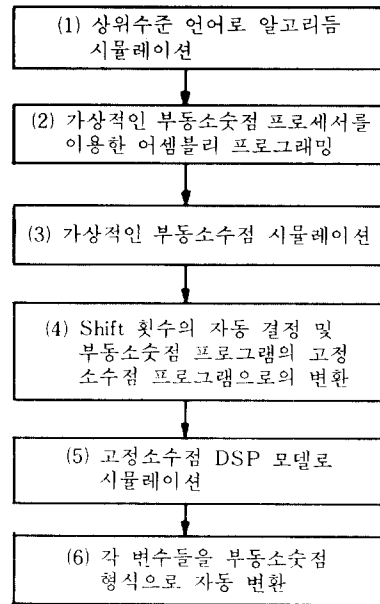 (1) 상위수준 언어로 알고리듬
시뮬레이션
(2) 가상적인 부동소숫점 프로세서를
이용한 어셈블리 프로그래밍
(3) 가상적인 부동소수점 시뮬레이션
(4) Shift 횟수의 자동 결정 및
부동소숫점 프로그램의 고정
소수점 프로그램으로의 변환
(5) 고정소수점 DSP 모델로
시뮬레이션
(6) 각 변수들을 부동소숫점
형식으로 자동 변환